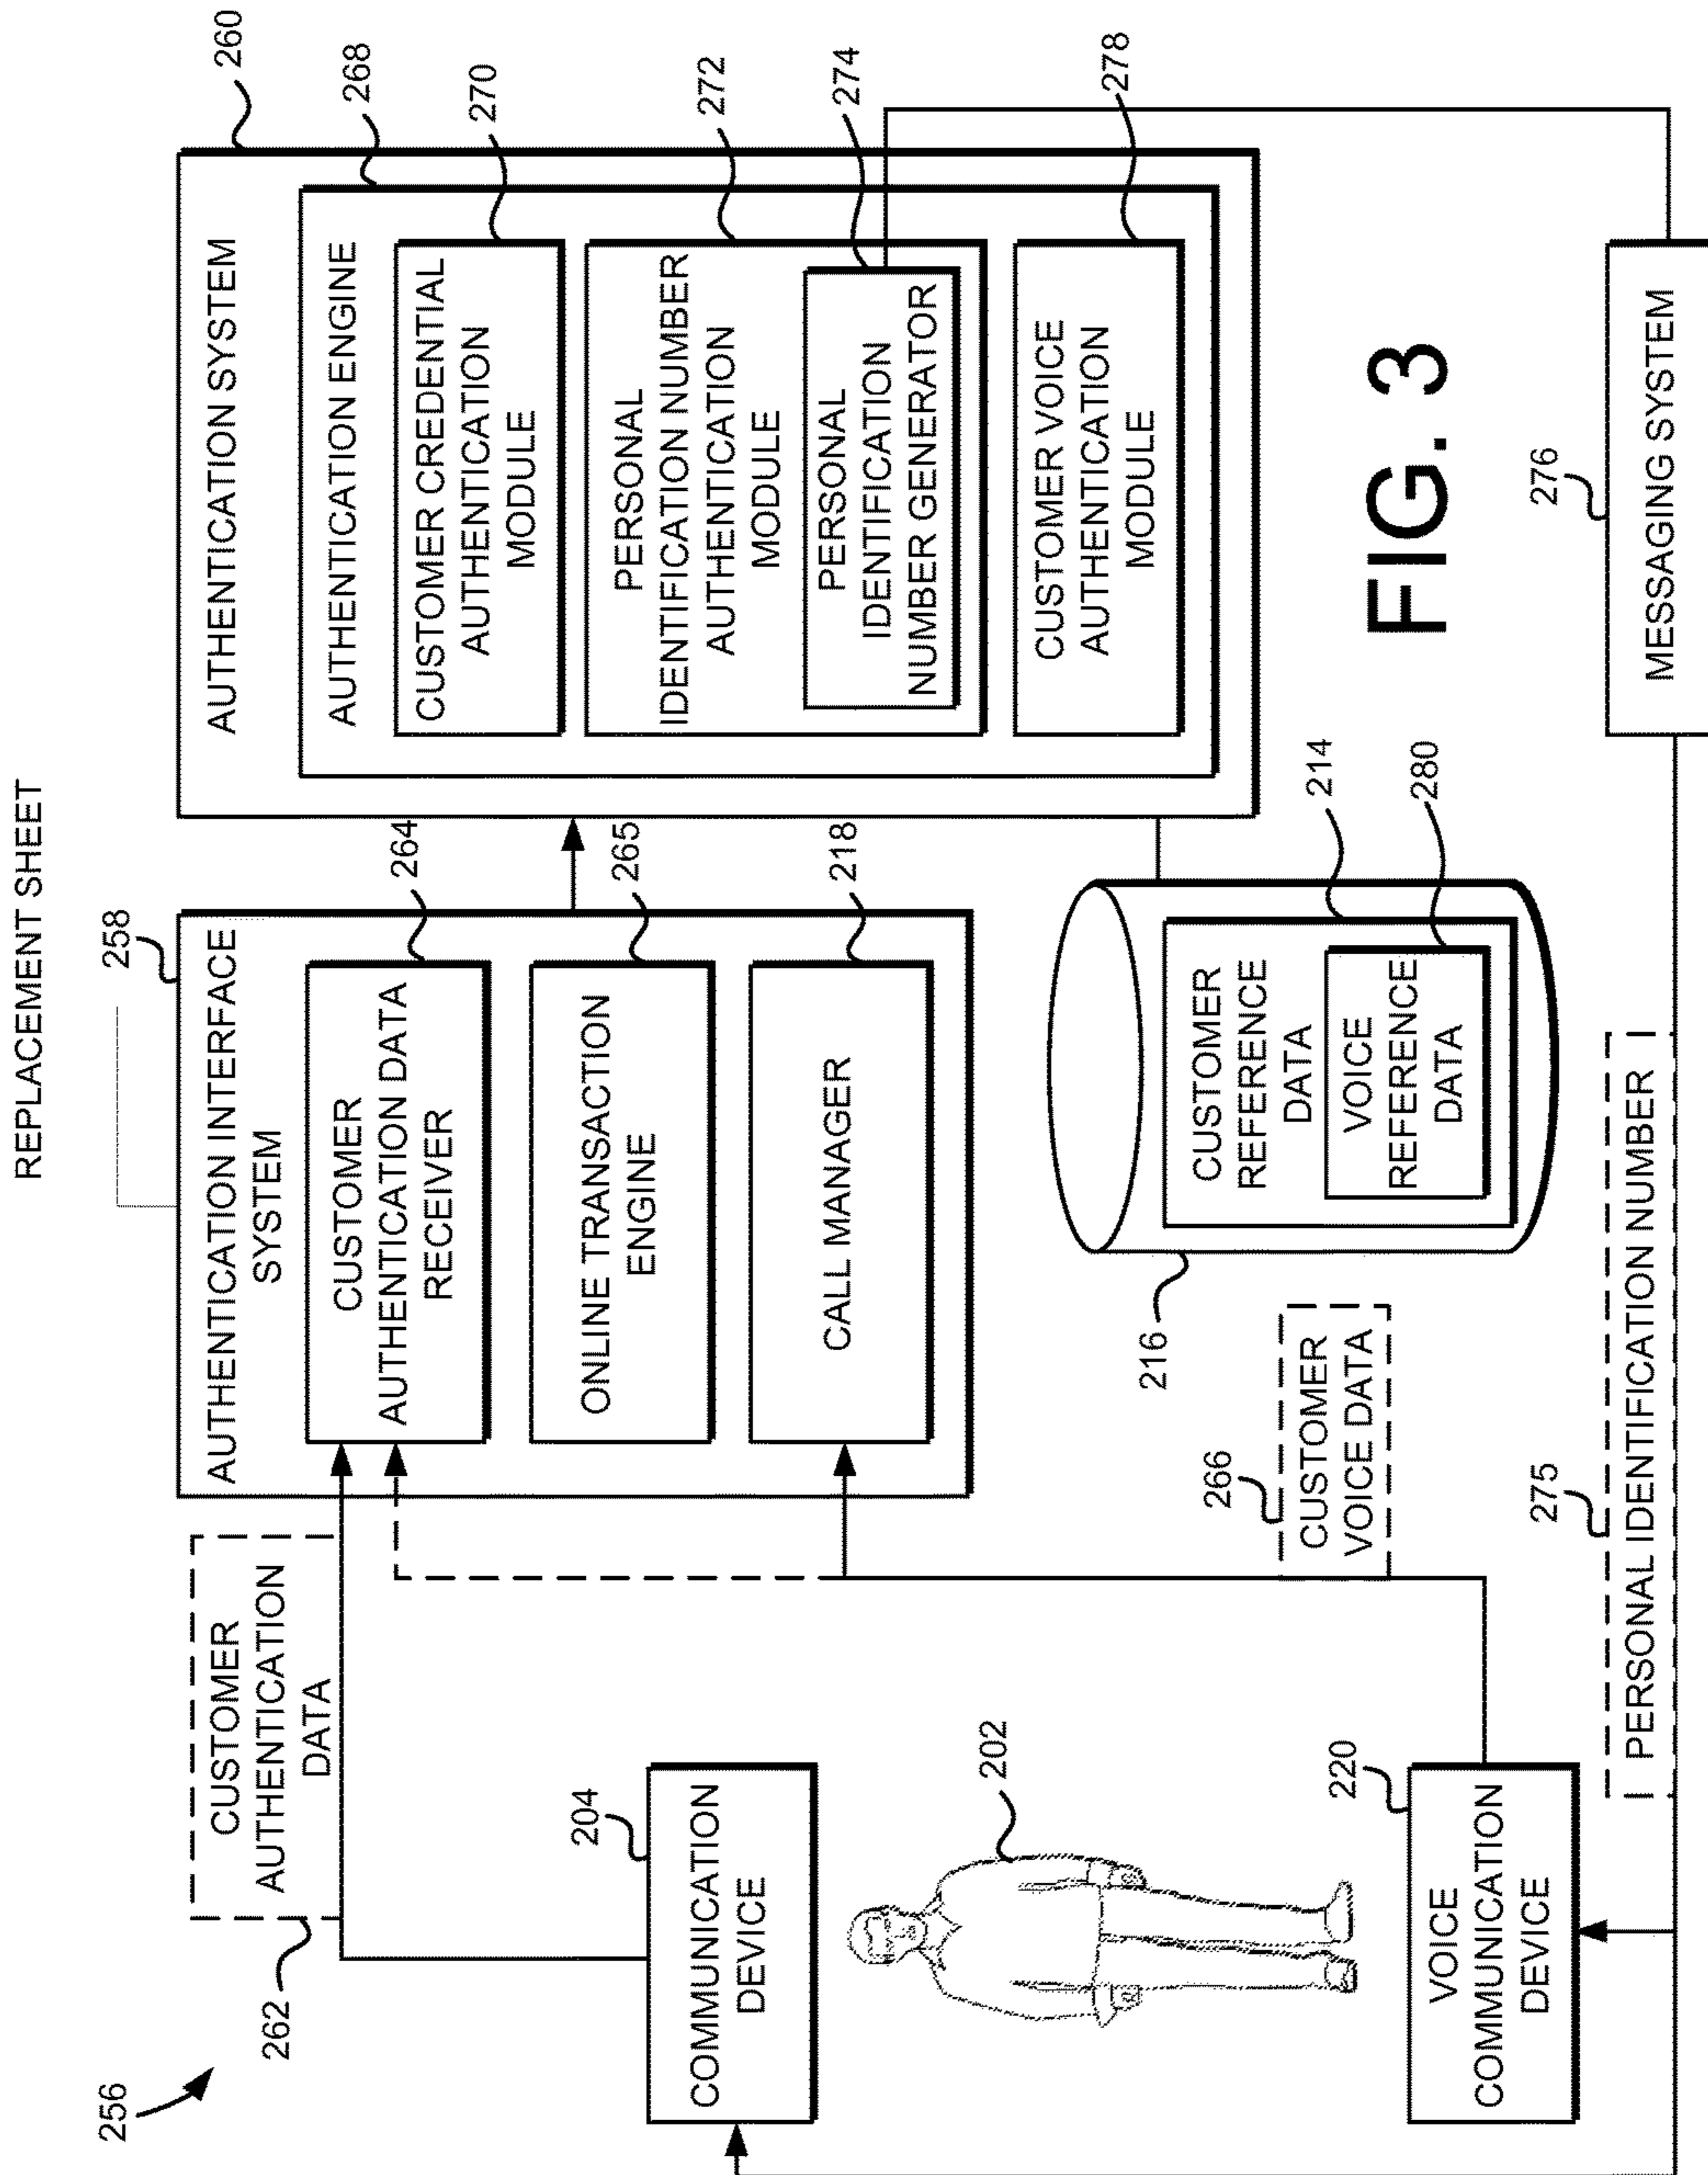 REPLACEMENT SHEET
256
262
CUSTOMER
AUTHENTICATION
DATA
258
AUTHENTICATION INTERFACE
SYSTEM
CUSTOMER
AUTHENTICATION DATA
RECEIVER
264
ONLINE TRANSACTION
ENGINE
265
CALL MANAGER
218
AUTHENTICATION SYSTEM
260
AUTHENTICATION ENGINE
268
CUSTOMER CREDENTIAL
AUTHENTICATION
MODULE
270
PERSONAL
IDENTIFICATION NUMBER
AUTHENTICATION
MODULE
272
PERSONAL
IDENTIFICATION
NUMBER GENERATOR
274
CUSTOMER VOICE
AUTHENTICATION
MODULE
278
204
COMMUNICATION
DEVICE
202
220
VOICE
COMMUNICATION
DEVICE
266
CUSTOMER
VOICE DATA
216
CUSTOMER
REFERENCE
DATA
214
VOICE
REFERENCE
DATA
280
275
PERSONAL IDENTIFICATION NUMBER
276
MESSAGING SYSTEM
FIG. 3